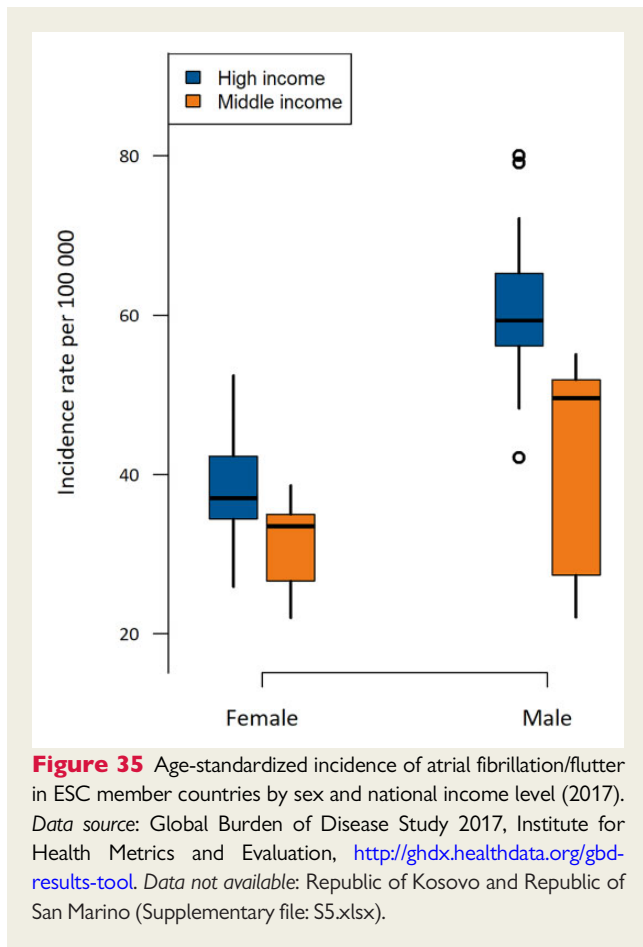 High income
Middle income
80
60
40
20
Incidence rate per 100 000
Female
Male
Figure 35 Age-standardized incidence of atrial fibrillation/flutter
in ESC member countries by sex and national income level (2017).
Data source: Global Burden of Disease Study 2017, Institute for
Health Metrics and Evaluation, http://ghdx.healthdata.org/gbd-
results-tool. Data not available: Republic of Kosovo and Republic of
San Marino (Supplementary file: S5.xlsx).